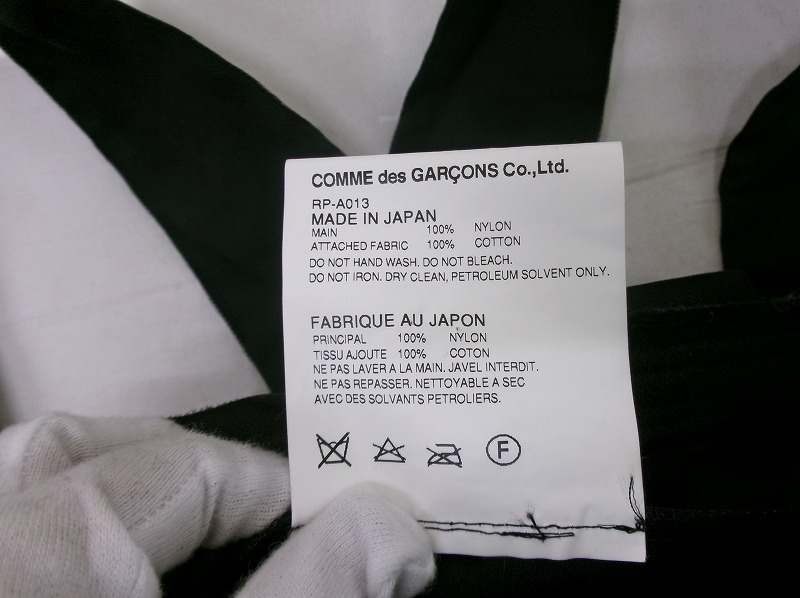 COMME des GARÇONS Co.,Ltd.
RP-A013
MADE IN JAPAN
MAIN 100% NYLON
ATTACHED FABRIC 100% COTTON
DO NOT HAND WASH. DO NOT BLEACH.
DO NOT IRON. DRY CLEAN, PETROLEUM SOLVENT ONLY.
FABRIQUE AU JAPON
PRINCIPAL 100% NYLON
TISSU AJOUTE 100% COTON
NE PAS LAVER A LA MAIN. JAVEL INTERDIT.
NE PAS REPASSER. NETTOYABLE A SEC
AVEC DES SOLVANTS PETROLIERS.
F